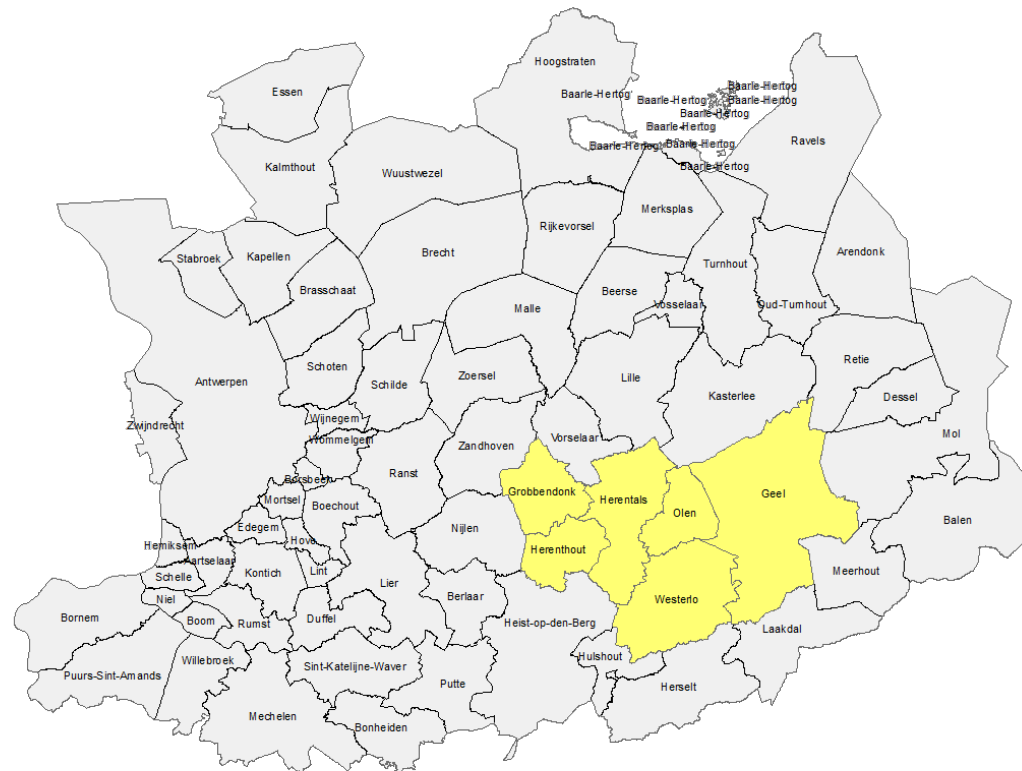 Hoogstraten
Essen
Baarle-Hertog
Baarle-Hertog
Baarle-Hertog
Baarle-Hertog
Baarle-Hertog
Baarle-Hertog
Ravels
Baarle-Hertog
Baarle-Hertog
Kalmthout
Baarle-Hertog
Wuustwezel
Merksplas
Rijkevorsel
Brecht
Arendonk
Kapellen
Stabroek
Turnhout
Brasschaat
Beerse
Vosselaar
Oud-Turnhout
Malle
Retie
Schoten
Zoersel
Lille
Antwerpen
Schilde
Kasterlee
Dessel
Wijnegem
Zwijndrecht
Mol
Vorselaar
Wommelgem
Zandhoven
Ranst
Borsbeek
Grobbendonk
Geel
Mortsel
Herentals
Boechout
Olen
Balen
Edegem
Nijlen
Hove
Hemiksem
Herenthout
Aartselaar
Meerhout
Kontich
Lint
Schelle
Lier
Berlaar
Niel
Westerlo
Bornem
Boom
Rumst
Duffel
Heist-op-den-Berg
Laakdal
Hulshout
Willebroek
Sint-Katelijne-Waver
Puurs-Sint-Amands
Putte
Herselt
Mechelen
Bonheiden